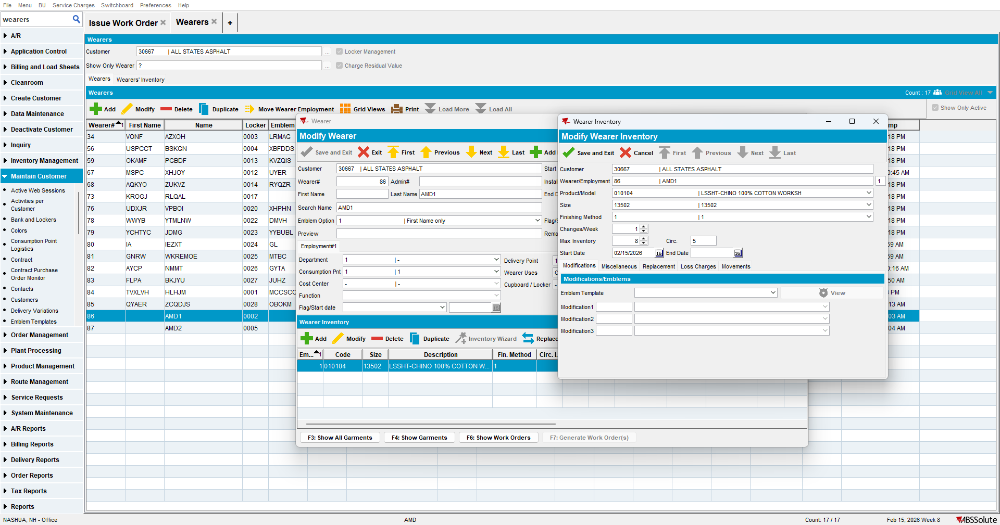 File Menu BU Service Charges Switchboard Preferences Help
wearers
Issue Work Order
Wearers
+
A/R
Application Control
Billing and Load Sheets
Cleanroom
Create Customer
Data Maintenance
Deactivate Customer
Inquiry
Inventory Management
Maintain Customer
Active Web Sessions
Activities per
Customer
Bank and Lockers
Colors
Consumption Point
Logistics
Contract
Contract Purchase
Order Monitor
Contacts
Customers
Delivery Variations
Emblem Templates
Order Management
Plant Processing
Product Management
Route Management
Service Requests
System Maintenance
A/R Reports
Billing Reports
Delivery Reports
Order Reports
Tax Reports
Reports
Wearers
Customer 30667 | ALL STATES ASPHALT ... Locker Management
Show Only Wearer ? ... Charge Residual Value
Wearers Wearers' Inventory
Wearers Count : 17 Grid View All
Add Modify Delete Duplicate Move Wearer Employment Grid Views Print Load More Load All Show Only Active
Wearer# 1 First Name Name Locker Emblem mp
34 VONF AZXOH 0003 LRMAG :18 PM
56 USPCCT BSKGN 0004 XBFDDS :18 PM
59 OKAMF PGBDF 0013 KVZQIS :18 PM
67 MSPC XHJOY 0012 UYER 0:45 AM
68 AQKYO ZUKVZ 0014 RYQZR :18 PM
73 KROGJ RLQAL 0017 :18 PM
76 UDXJR VPBOI 0020 XHPHN :18 PM
78 WWYB YTMLNW 0022 DMVH :18 PM
79 YCHTYC JDMG 0023 YYBUBL :18 PM
80 IA IEZXT 0024 GL :59 AM
81 GNRW WKREMOE 0025 MTBC :59 AM
82 AYCP NMMT 0026 GYTA 0:16 AM
83 FLPA BKJYU 0027 JUHZ :50 AM
84 TVXLVH HLHJM 0001 MCCSCC PM
85 QYAER ZCQDJS 0028 OBOKM :13 AM
86 AMD1 0002 :03 AM
87 AMD2 0005 :04 AM
Wearer
Modify Wearer
Save and Exit Exit First Previous Next Last Add
Customer 30667 | ALL STATES ASPHALT Start
Wearer# 86 Admin# Instal
First Name Last Name AMD1 End D
Search Name AMD1
Emblem Option 1 | First Name only Flag/S
Preview Rema
Employment#1
Department 1 | - Delivery Point 1
Consumption Pnt 1 | 1 Wearer Uses C
Cost Center - | - Cupboard / Locker -
Function
Flag/Start date 16
Wearer Inventory
Add Modify Delete Duplicate Inventory Wizard Replace
Em... 1 Code Size Description Fin. Method Circ. I.
1 010104 13502 LSSHT-CHINO 100% COTTON W... 1
F3: Show All Garments F4: Show Garments F6: Show Work Orders F7: Generate Work Order(s)
Wearer Inventory
Modify Wearer Inventory
Save and Exit Cancel First Previous Next Last
Customer 30667 | ALL STATES ASPHALT
Wearer/Employment 86 | AMD1 1
Product/Model 010104 | LSSHT-CHINO 100% COTTON WORKSH
Size 13502 | 13502
Finishing Method 1 | 1
Changes/Week 1
Max Inventory 8 Circ. 5
Start Date 02/15/2026 16 End Date 16
Modifications Miscellaneous Replacement Loss Charges Movements
Modifications/Emblems
Emblem Template View
Modification1
Modification2
Modification3
NASHUA, NH - Office AMD Count: 17 / 17 Feb 15, 2026 Week 8 ABSSolute